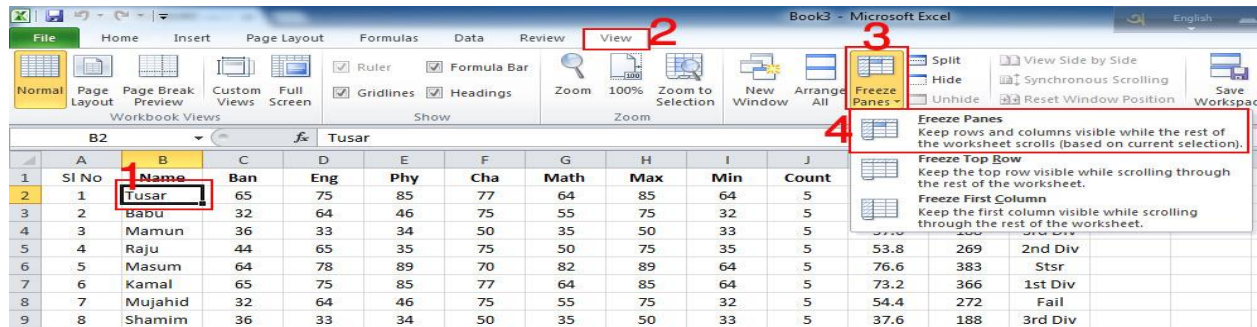 Book3 - Microsoft Excel
English
File Home Insert Page Layout Formulas Data Review View 2
3
Normal Page Layout Page Break Preview Custom Views Full Screen
Workbook Views
Ruler Formula Bar
Gridlines Headings
Show
Zoom 100% Zoom to Selection
Zoom
New Window Arrange All Freeze Panes
Split
Hide
Unhide
View Side by Side
Synchronous Scrolling
Reset Window Position
Save
4
Freeze Panes
Keep rows and columns visible while the rest of
the worksheet scrolls (based on current selection).
Freeze Top Row
Keep the top row visible while scrolling through
the rest of the worksheet.
Freeze First Column
Keep the first column visible while scrolling
through the rest of the worksheet.
B2 fx Tusar
A B C D E F G H I J
1
1 Sl No Name Ban Eng Phy Cha Math Max Min Count
2 1 Tusar 65 75 85 77 64 85 64 5
3 2 Babu 32 64 46 75 55 75 32 5
4 3 Mamun 36 33 34 50 35 50 33 5
5 4 Raju 44 65 35 75 50 75 35 5 53.8 269 2nd Div
6 5 Masum 64 78 89 70 82 89 64 5 76.6 383 Stsr
7 6 Kamal 65 75 85 77 64 85 64 5 73.2 366 1st Div
8 7 Mujahid 32 64 46 75 55 75 32 5 54.4 272 Fail
9 8 Shamim 36 33 34 50 35 50 33 5 37.6 188 3rd Div